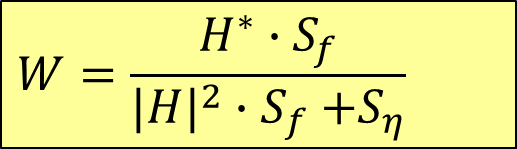 W = H* · S_f / |H|² · S_f + S_η